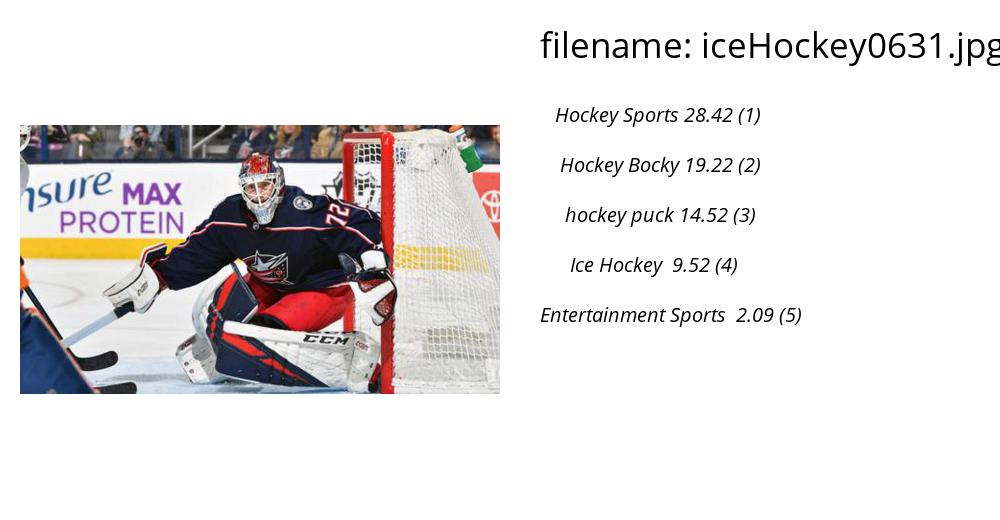 filename: iceHockey0631.jpg
Hockey Sports 28.42 (1)
Hockey Bocky 19.22 (2)
hockey puck 14.52 (3)
Ice Hockey 9.52 (4)
Entertainment Sports 2.09 (5)
nsure MAX
PROTEIN
72
CCM